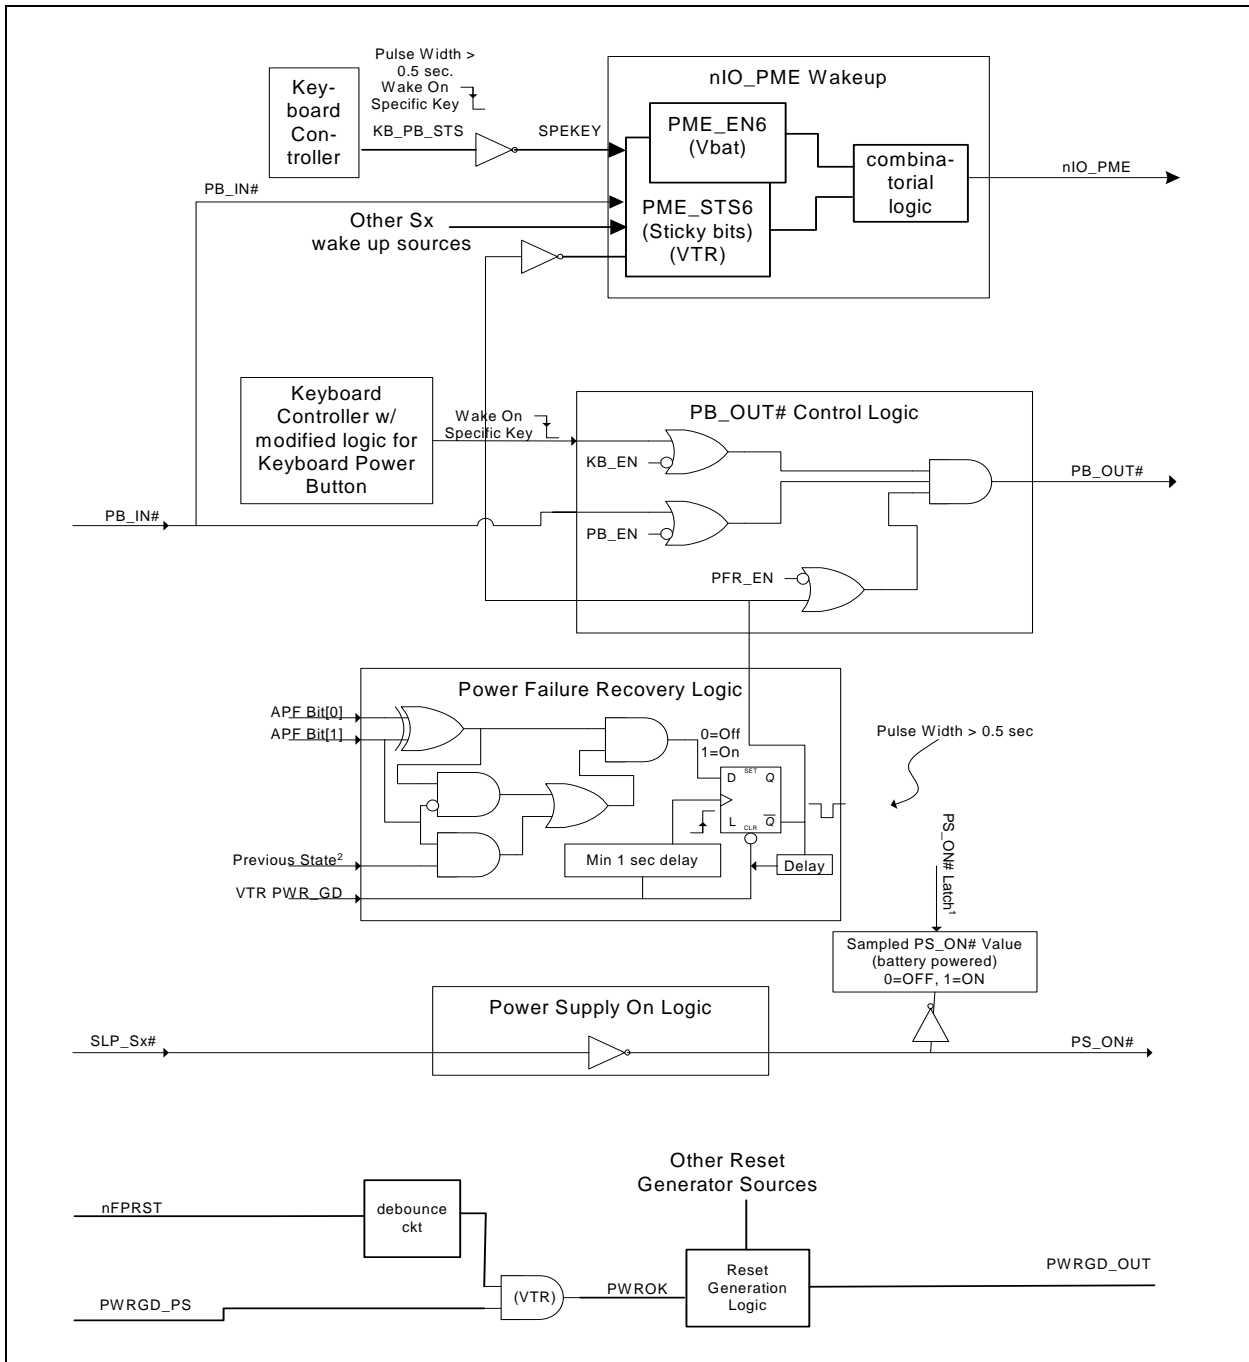 Pulse Width >
0.5 sec.
Wake On
Specific Key
Key-
board
Con-
troller
KB_PB_STS
SPEKEY
nIO_PME Wakeup
PME_EN6
(Vbat)
PME_STS6
(Sticky bits)
(VTR)
combina-
torial
logic
nIO_PME
PB_IN#
Other Sx
wake up sources
Keyboard
Controller w/
modified logic for
Keyboard Power
Button
Wake On
Specific Key
PB_OUT# Control Logic
KB_EN
PB_EN
PFR_EN
PB_OUT#
PB_IN#
Power Failure Recovery Logic
APF Bit[0]
APF Bit[1]
0=Off
1=On
D
SET
Q
L
CLR
Q
Pulse Width > 0.5 sec
Previous State2
Min 1 sec delay
Delay
VTR PWR_GD
PS_ON# Latch1
Sampled PS_ON# Value
(battery powered)
0=OFF, 1=ON
Power Supply On Logic
SLP_Sx#
PS_ON#
Other Reset
Generator Sources
nFPRST
debounce
ckt
PWRGD_PS
(VTR)
PWROK
Reset
Generation
Logic
PWRGD_OUT